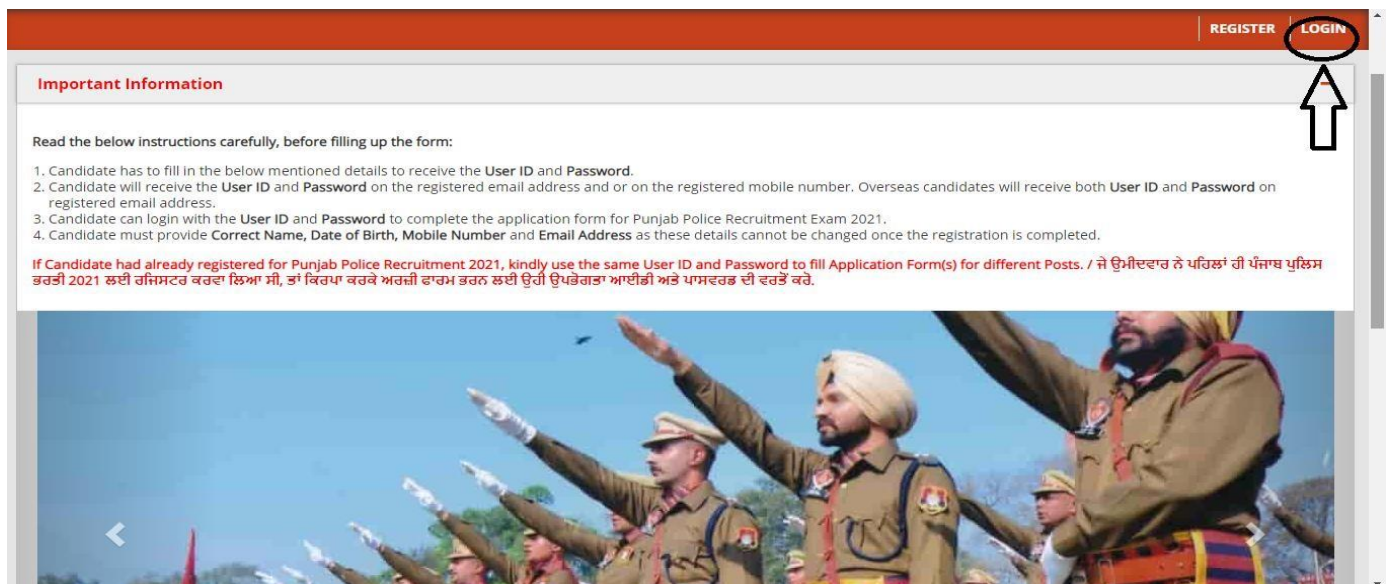 REGISTER LOGIN
Important Information
Read the below instructions carefully, before filling up the form:
1. Candidate has to fill in the below mentioned details to receive the User ID and Password.
2. Candidate will receive the User ID and Password on the registered email address and or on the registered mobile number. Overseas candidates will receive both User ID and Password on
registered email address.
3. Candidate can login with the User ID and Password to complete the application form for Punjab Police Recruitment Exam 2021.
4. Candidate must provide Correct Name, Date of Birth, Mobile Number and Email Address as these details cannot be changed once the registration is completed.
If Candidate had already registered for Punjab Police Recruitment 2021, kindly use the same User ID and Password to fill Application Form(s) for different Posts. / ਜੇ ਉਮੀਦਵਾਰ ਨੇ ਪਹਿਲਾਂ ਹੀ ਪੰਜਾਬ ਪੁਲਿਸ
ਭਰਤੀ 2021 ਲਈ ਰਜਿਸਟਰ ਕਰਵਾ ਲਿਆ ਸੀ, ਤਾਂ ਕਿਰਪਾ ਕਰਕੇ ਅਰਜ਼ੀ ਫਾਰਮ ਭਰਨ ਲਈ ਉਹੀ ਉਪਭੋਗਤਾ ਆਈਡੀ ਅਤੇ ਪਾਸਵਰਡ ਦੀ ਵਰਤੋਂ ਕਰੋ.